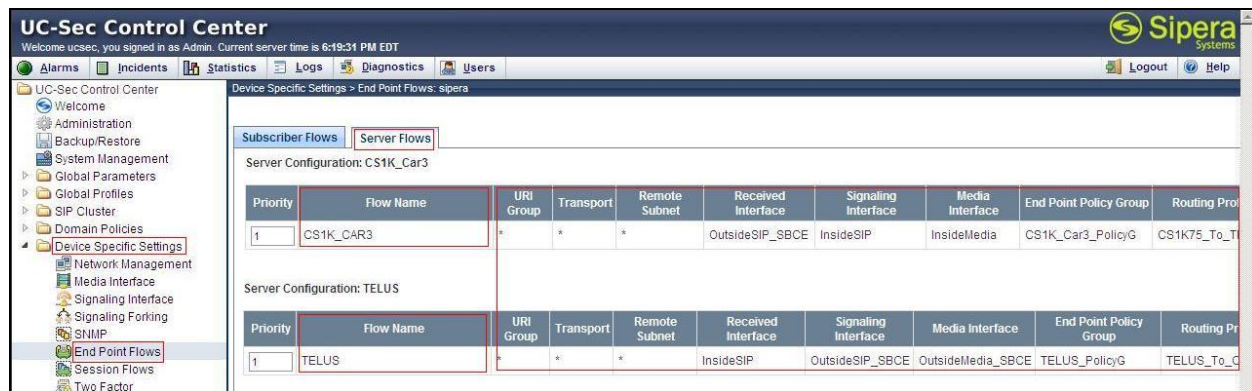 UC-Sec Control Center
Welcome ucsec, you signed in as Admin. Current server time is 6:19:31 PM EDT
Sipera
Systems
Alarms Incidents Statistics Logs Diagnostics Users Logout Help
UC-Sec Control Center
Welcome
Administration
Backup/Restore
System Management
Global Parameters
Global Profiles
SIP Cluster
Domain Policies
Device Specific Settings
Network Management
Media Interface
Signaling Interface
Signaling Forking
SNMP
End Point Flows
Session Flows
Two Factor
Device Specific Settings > End Point Flows: sipera
Subscriber Flows Server Flows
Server Configuration: CS1K_Car3
Priority Flow Name URI Group Transport Remote Subnet Received Interface Signaling Interface Media Interface End Point Policy Group Routing Prof
1 CS1K_CAR3 * * * OutsideSIP_SBCE InsideSIP InsideMedia CS1K_Car3_PolicyG CS1K75_To_T
Server Configuration: TELUS
Priority Flow Name URI Group Transport Remote Subnet Received Interface Signaling Interface Media Interface End Point Policy Group Routing Pr
1 TELUS * * * InsideSIP OutsideSIP_SBCE OutsideMedia_SBCE TELUS_PolicyG TELUS_To_C